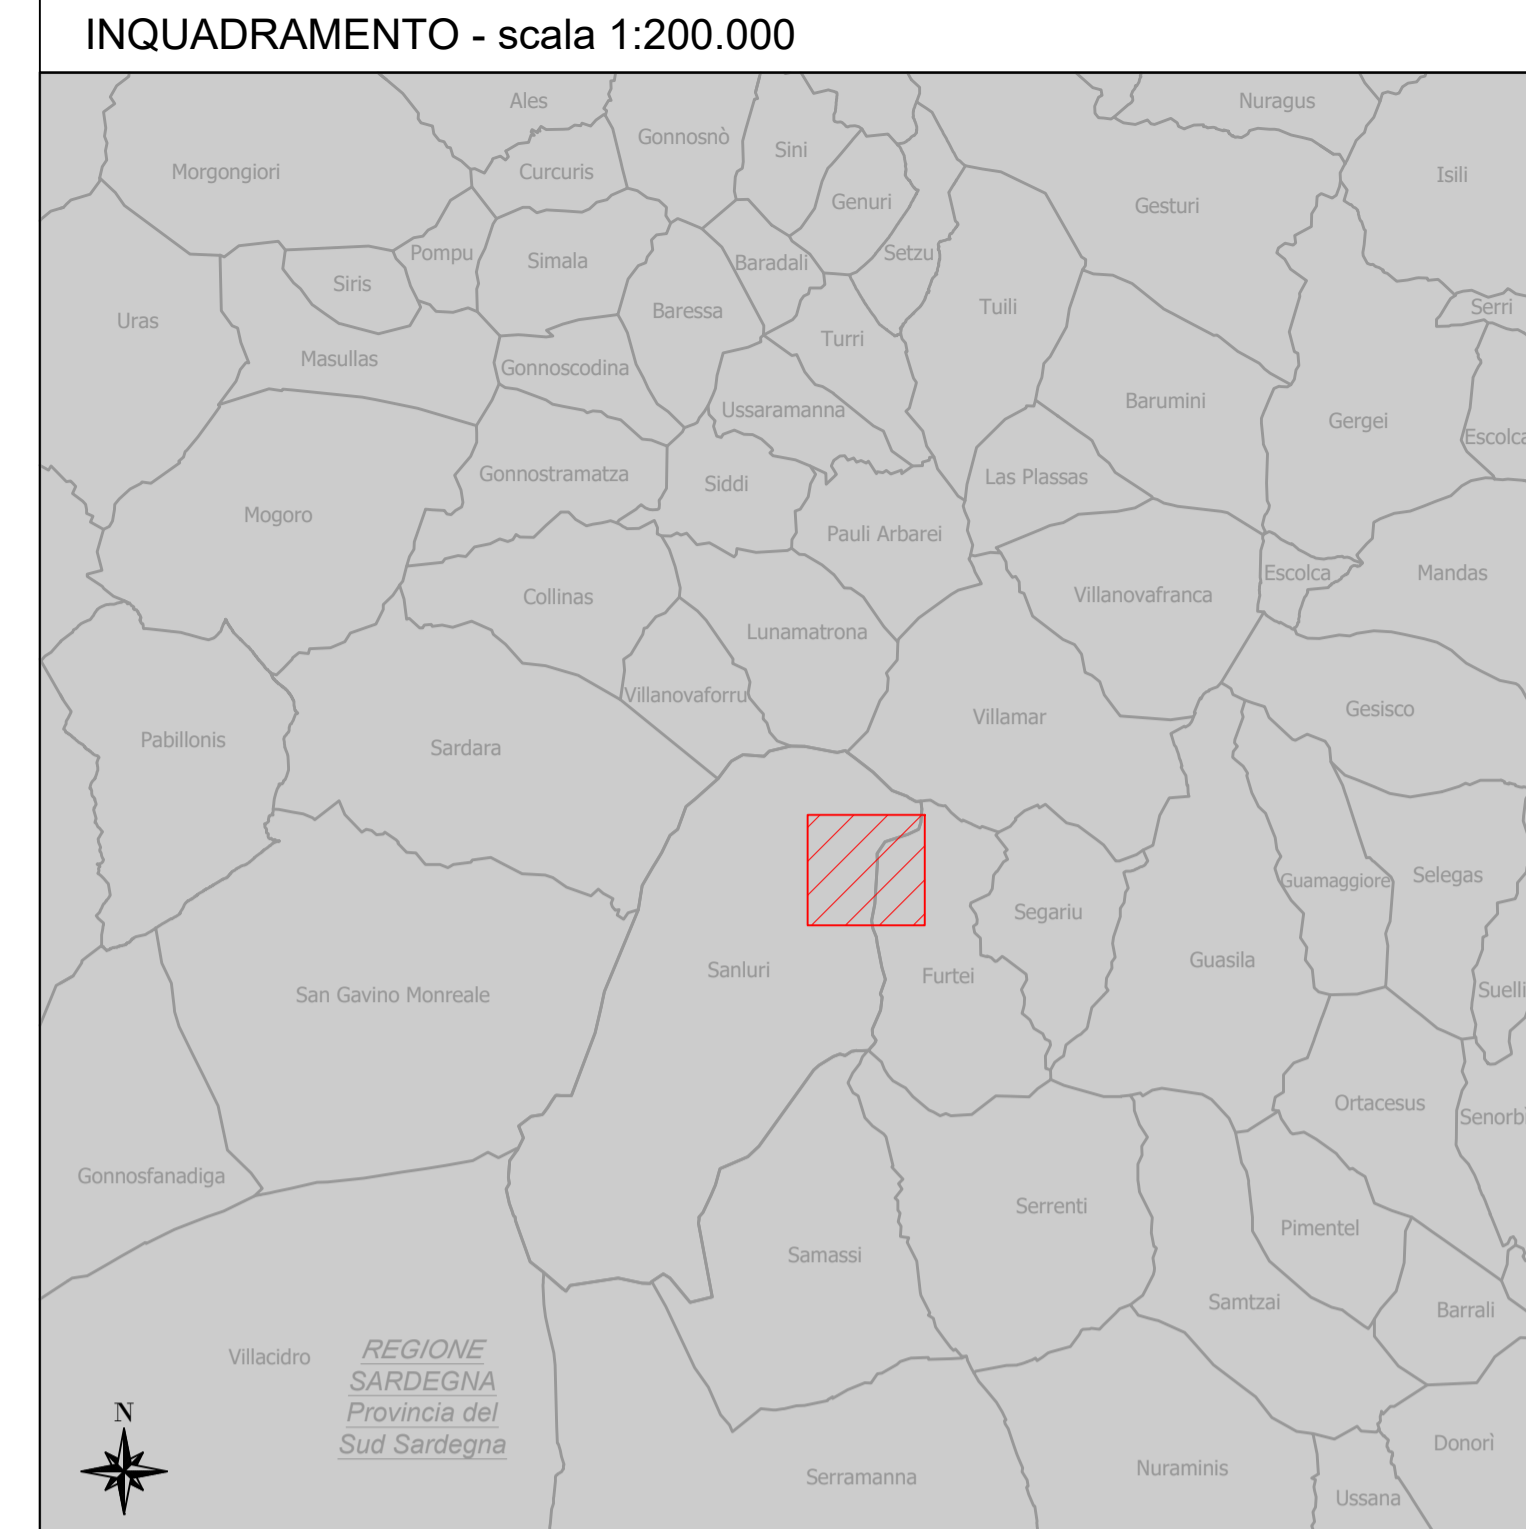 INQUADRAMENTO - scala 1:200.000
Ales
Nuragus
Gonnosnò
Sini
Morgongiori
Curcuris
Isili
Genuri
Gesturi
Pompu
Setzu
Simala
Baradali
Siris
Baressa
Tuili
Serri
Uras
Turri
Masullas
Gonnoscodina
Barumini
Ussaramanna
Gergei
Escolca
Gonnostramatza
Siddi
Las Plassas
Mogoro
Pauli Arbarei
Escolca
Mandas
Collinas
Villanovafranca
Lunamatrona
Villanovaforru
Gesisco
Villamar
Pabillonis
Sardara
Guamaggiore
Selegas
Segariu
Guasila
Sanluri
Furtei
San Gavino Monreale
Suelli
Ortacesus
Senorbì
Gonnosfanadiga
Serrenti
Pimentel
Samassi
Samtzai
Barrali
Villacidro
REGIONE
SARDEGNA
Provincia del
Sud Sardegna
N
Donorì
Nuraminis
Serramanna
Ussana